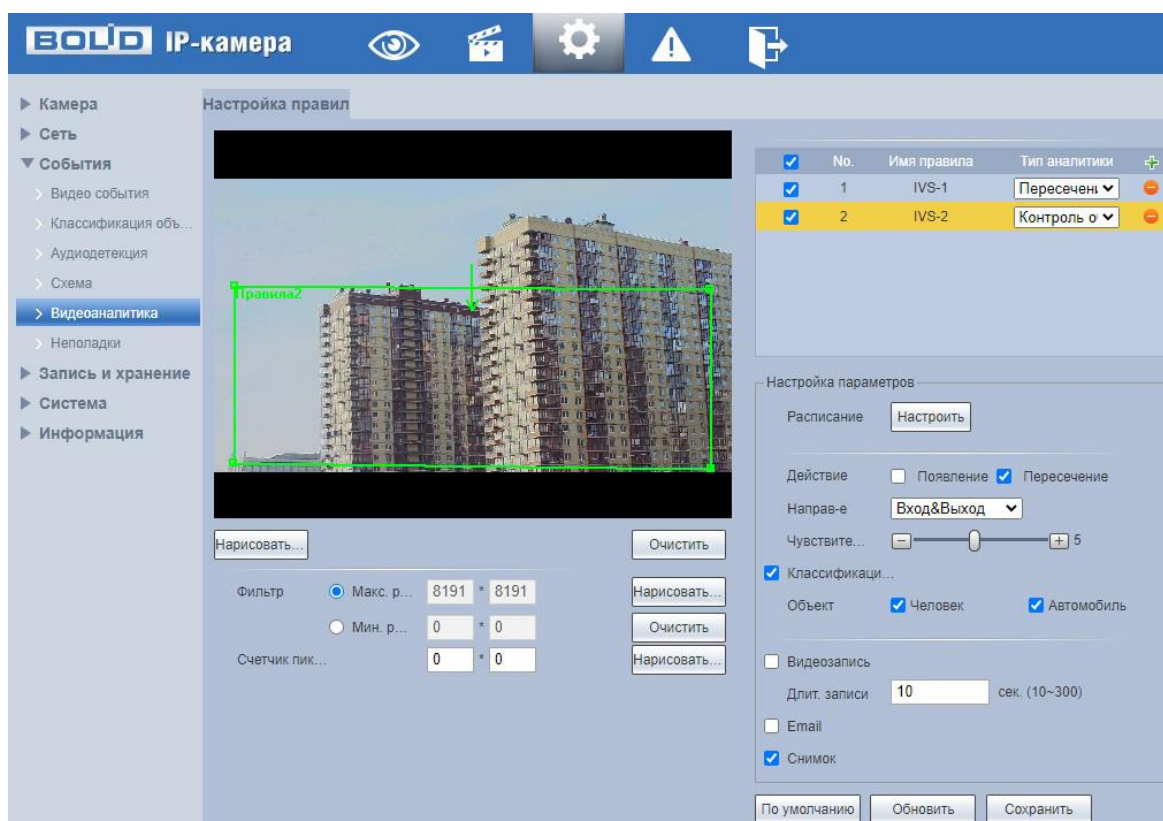 BOLID IP-камера
Камера
Сеть
События
Видео события
Классификация объ...
Аудиодетекция
Схема
Видеоаналитика
Неполадки
Запись и хранение
Система
Информация
Настройка правил
Правила2
Нарисовать... Очистить
Фильтр Макс. р... 8191 * 8191 Нарисовать...
Мин. р... 0 * 0 Очистить
Счетчик пик... 0 * 0 Нарисовать...
No. Имя правила Тип аналитики
1 IVS-1 Пересечень
2 IVS-2 Контроль о
Настройка параметров
Расписание Настроить
Действие Появление Пересечение
Направ-е Вход&Выход
Чувствите... 5
Классификаци...
Объект Человек Автомобиль
Видеозапись
Длит. записи 10 сек. (10~300)
Email
Снимок
По умолчанию Обновить Сохранить